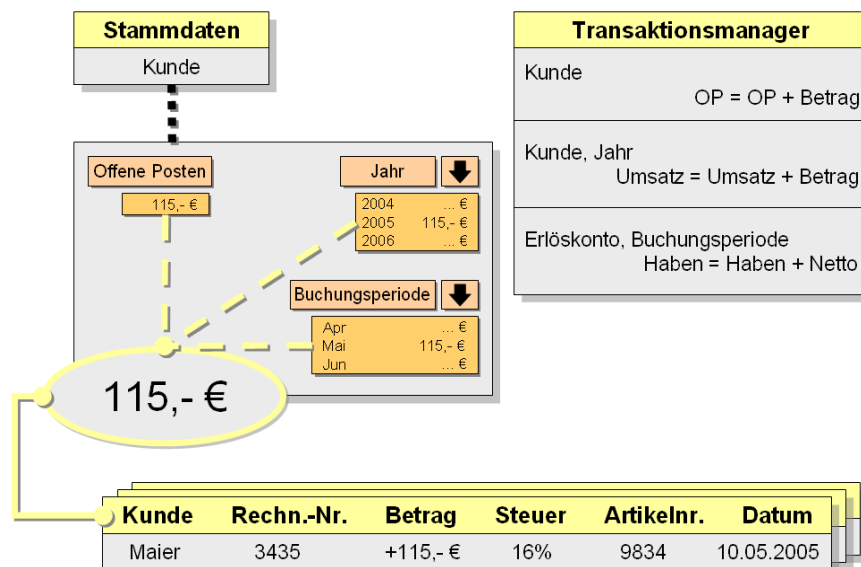 Stammdaten
Kunde
Transaktionsmanager
Kunde
OP = OP + Betrag
Kunde, Jahr
Umsatz = Umsatz + Betrag
Erlöskonto, Buchungsperiode
Haben = Haben + Netto
Offene Posten
115,- €
Jahr
2004 ... €
2005 115,- €
2006 ... €
Buchungsperiode
Apr ... €
Mai 115,- €
Jun ... €
115,- €
Kunde Rechn.-Nr. Betrag Steuer Artikelnr. Datum
Maier 3435 +115,- € 16% 9834 10.05.2005